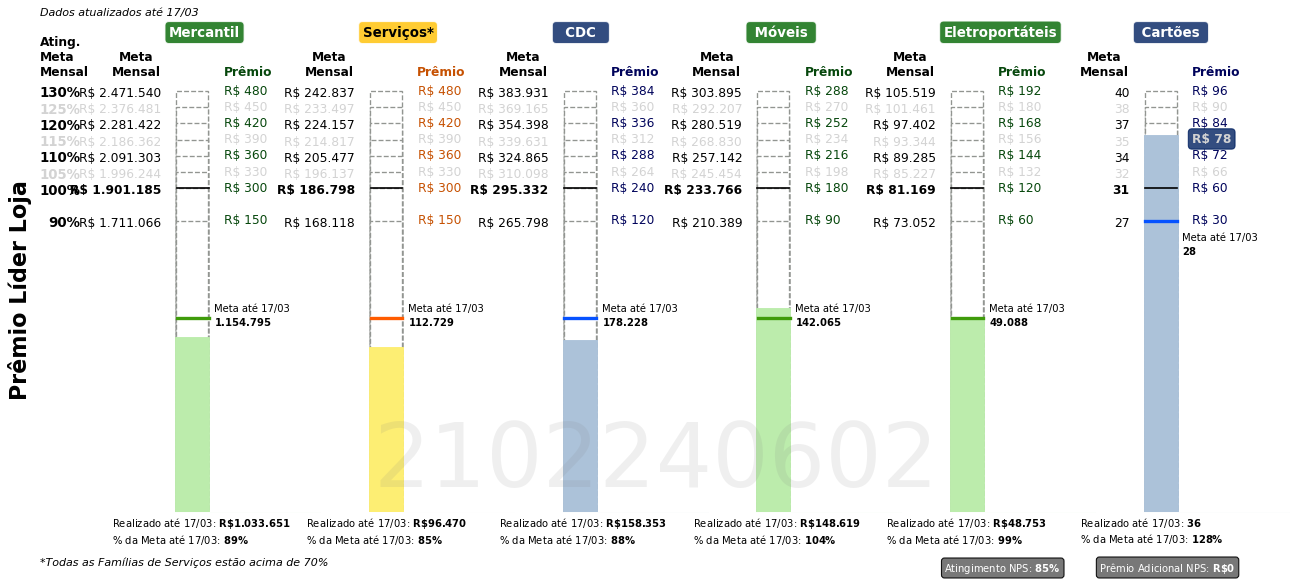 Dados atualizados até 17/03
Mercantil Serviços* CDC Móveis Eletroportáteis Cartões
Ating. Meta Mensal
Meta Mensal Prêmio Meta Mensal Prêmio Meta Mensal Prêmio Meta Mensal Prêmio Meta Mensal Prêmio Meta Mensal Prêmio
130% R$ 2.471.540 R$ 480 R$ 242.837 R$ 480 R$ 383.931 R$ 384 R$ 303.895 R$ 288 R$ 105.519 R$ 192 40 R$ 96
125% R$ 2.376.481 R$ 450 R$ 233.497 R$ 450 R$ 369.165 R$ 360 R$ 292.207 R$ 270 R$ 101.461 R$ 180 38 R$ 90
120% R$ 2.281.422 R$ 420 R$ 224.157 R$ 420 R$ 354.398 R$ 336 R$ 280.519 R$ 252 R$ 97.402 R$ 168 37 R$ 84
115% R$ 2.186.362 R$ 390 R$ 214.817 R$ 390 R$ 339.631 R$ 312 R$ 268.830 R$ 234 R$ 93.344 R$ 156 35 R$ 78
110% R$ 2.091.303 R$ 360 R$ 205.477 R$ 360 R$ 324.865 R$ 288 R$ 257.142 R$ 216 R$ 89.285 R$ 144 34 R$ 72
105% R$ 1.996.244 R$ 330 R$ 196.137 R$ 330 R$ 310.098 R$ 264 R$ 245.454 R$ 198 R$ 85.227 R$ 132 32 R$ 66
100% R$ 1.901.185 R$ 300 R$ 186.798 R$ 300 R$ 295.332 R$ 240 R$ 233.766 R$ 180 R$ 81.169 R$ 120 31 R$ 60
90% R$ 1.711.066 R$ 150 R$ 168.118 R$ 150 R$ 265.798 R$ 120 R$ 210.389 R$ 90 R$ 73.052 R$ 60 27 R$ 30
Prêmio Líder Loja
Meta até 17/03
28
Meta até 17/03 Meta até 17/03 Meta até 17/03 Meta até 17/03 Meta até 17/03
1.154.795 112.729 178.228 142.065 49.088
2102240602
Realizado até 17/03: R$1.033.651 Realizado até 17/03: R$96.470 Realizado até 17/03: R$158.353 Realizado até 17/03: R$148.619 Realizado até 17/03: R$48.753 Realizado até 17/03: 36
% da Meta até 17/03: 89% % da Meta até 17/03: 85% % da Meta até 17/03: 88% % da Meta até 17/03: 104% % da Meta até 17/03: 99% % da Meta até 17/03: 128%
*Todas as Famílias de Serviços estão acima de 70%
Atingimento NPS: 85% Prêmio Adicional NPS: R$0